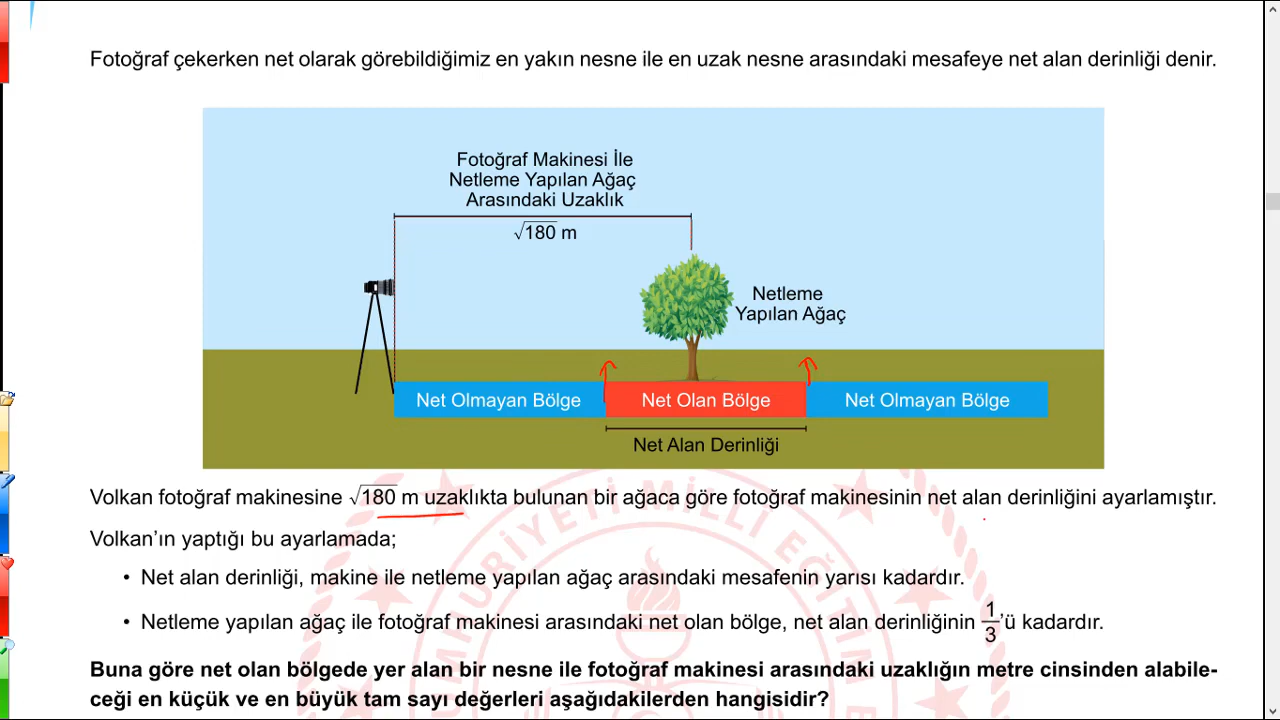 Fotoğraf çekerken net olarak görebildiğimiz en yakın nesne ile en uzak nesne arasındaki mesafeye net alan derinliği denir.
Fotoğraf Makinesi İle
Netleme Yapılan Ağaç
Arasındaki Uzaklık
√180 m
Netleme
Yapılan Ağaç
Net Olmayan Bölge
Net Olan Bölge
Net Olmayan Bölge
Net Alan Derinliği
Volkan fotoğraf makinesine √180 m uzaklıkta bulunan bir ağaca göre fotoğraf makinesinin net alan derinliğini ayarlamıştır.
Volkan’ın yaptığı bu ayarlamada;
• Net alan derinliği, makine ile netleme yapılan ağaç arasındaki mesafenin yarısı kadardır.
• Netleme yapılan ağaç ile fotoğraf makinesi arasındaki net olan bölge, net alan derinliğinin 1/3’ü kadardır.
Buna göre net olan bölgede yer alan bir nesne ile fotoğraf makinesi arasındaki uzaklığın metre cinsinden alabile-
ceği en küçük ve en büyük tam sayı değerleri aşağıdakilerden hangisidir?